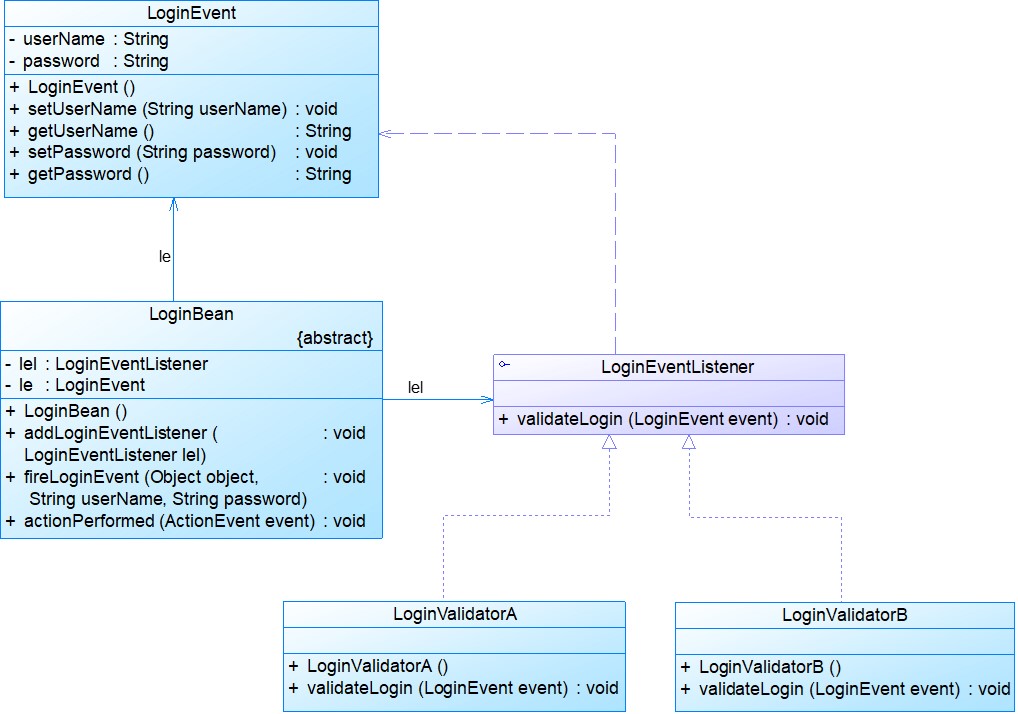 LoginEvent
- userName : String
- password : String
+ LoginEvent ()
+ setUserName (String userName) : void
+ getUserName () : String
+ setPassword (String password) : void
+ getPassword () : String
le
LoginBean
{abstract}
- lel : LoginEventListener
- le : LoginEvent
+ LoginBean ()
+ addLoginEventListener ( : void
LoginEventListener lel)
+ fireLoginEvent (Object object, : void
String userName, String password)
+ actionPerformed (ActionEvent event) : void
lel
LoginEventListener
+ validateLogin (LoginEvent event) : void
LoginValidatorA
+ LoginValidatorA ()
+ validateLogin (LoginEvent event) : void
LoginValidatorB
+ LoginValidatorB ()
+ validateLogin (LoginEvent event) : void